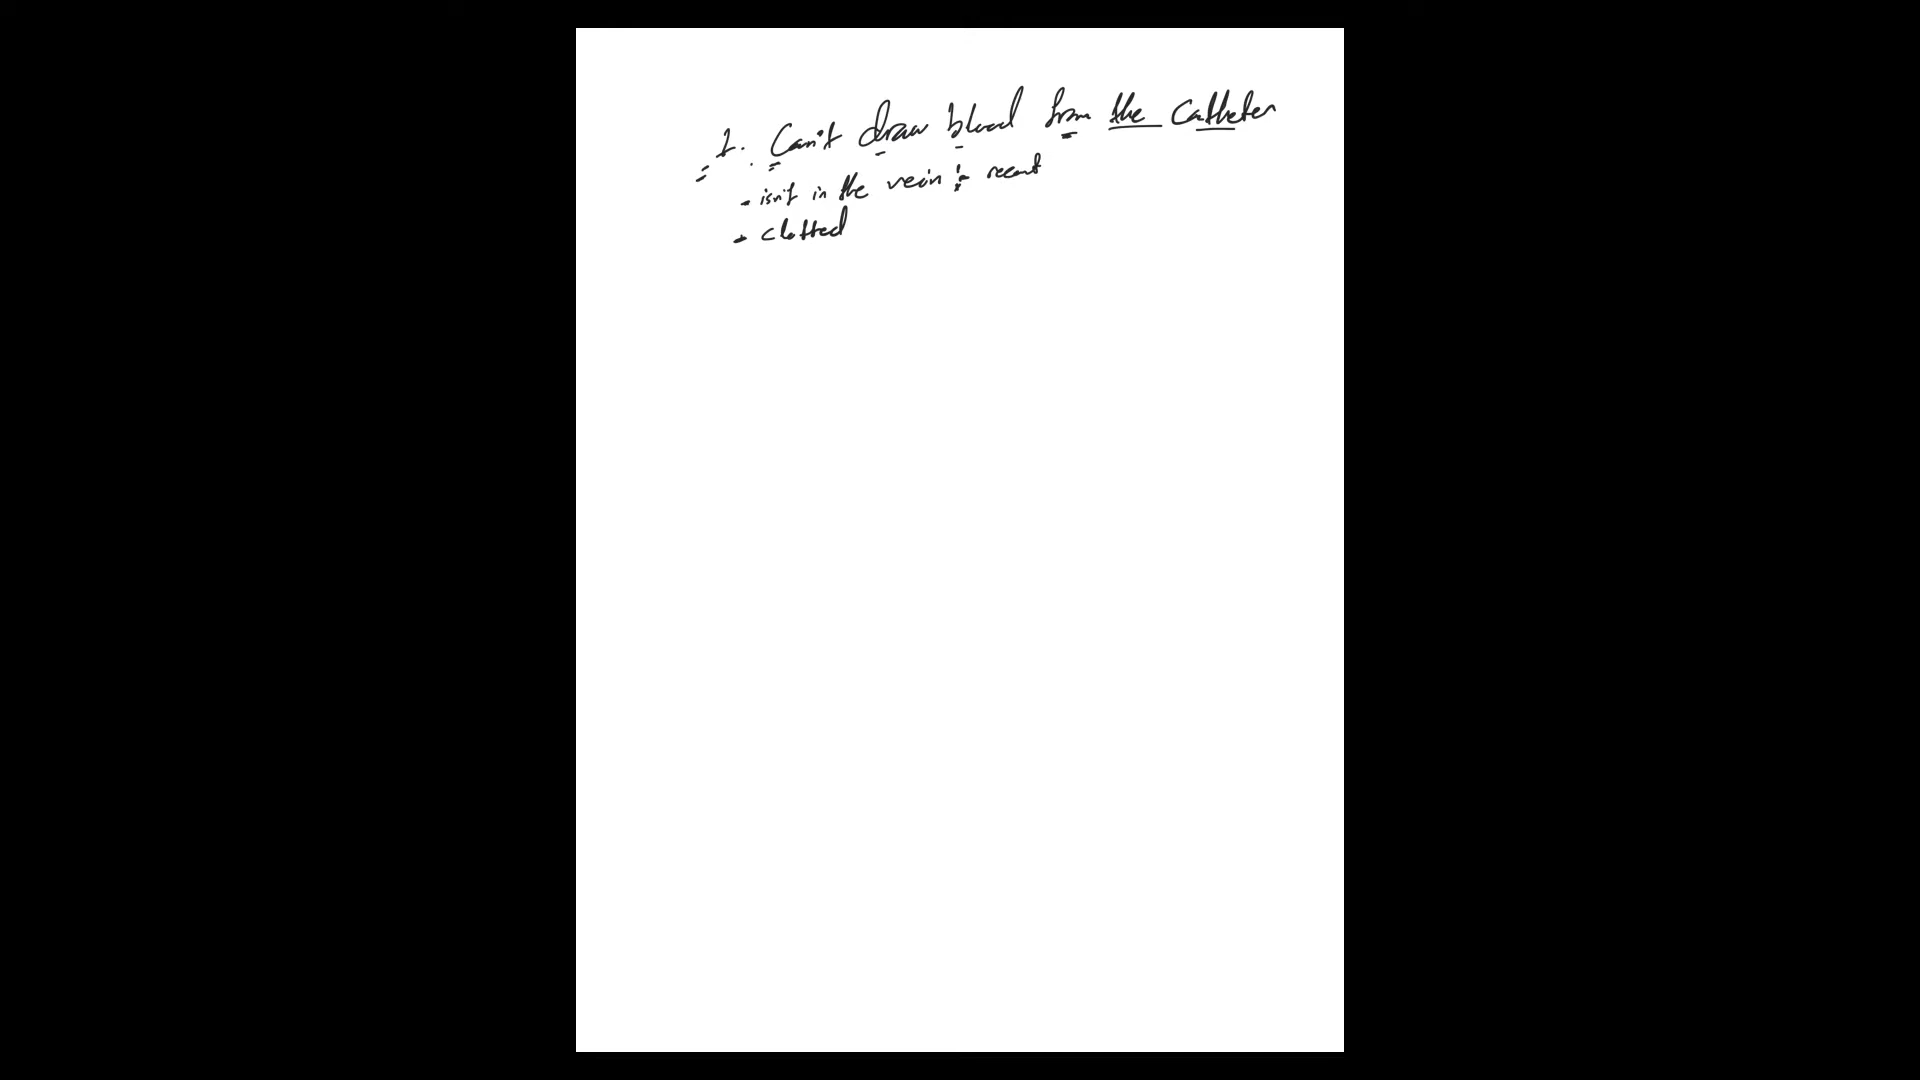 1. Can't draw blood from the Catheter
- isn't in the vein : recent
- clotted